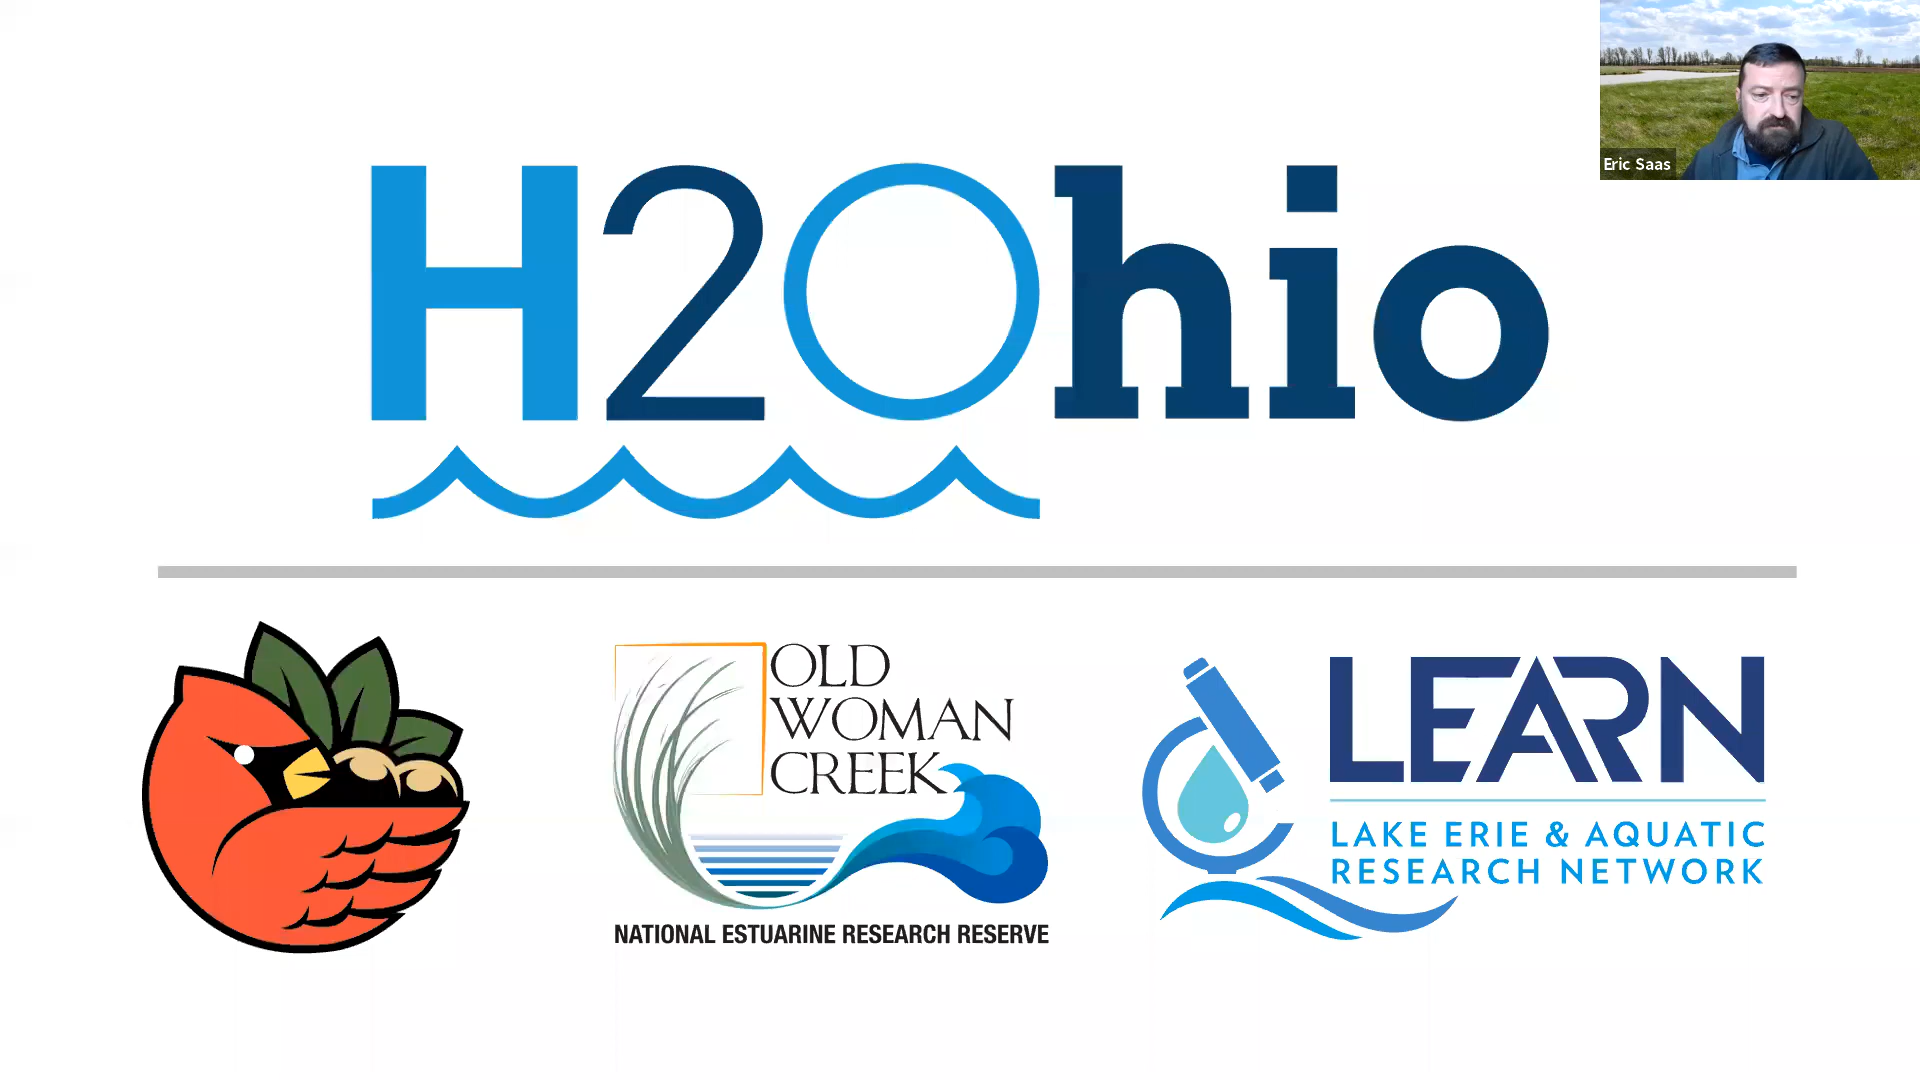 Eric Saas
H2Ohio
OLD
WOMAN
CREEK
NATIONAL ESTUARINE RESEARCH RESERVE
LEARN
LAKE ERIE & AQUATIC
RESEARCH NETWORK